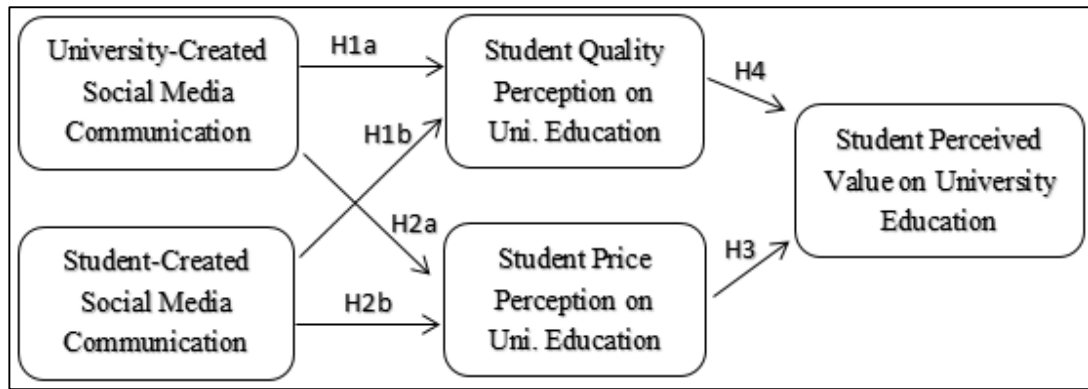 University-Created
Social Media
Communication
H1a
Student Quality
Perception on
Uni. Education
H4
H1b
Student Perceived
Value on University
Education
H2a
Student-Created
Social Media
Communication
H2b
Student Price
Perception on
Uni. Education
H3